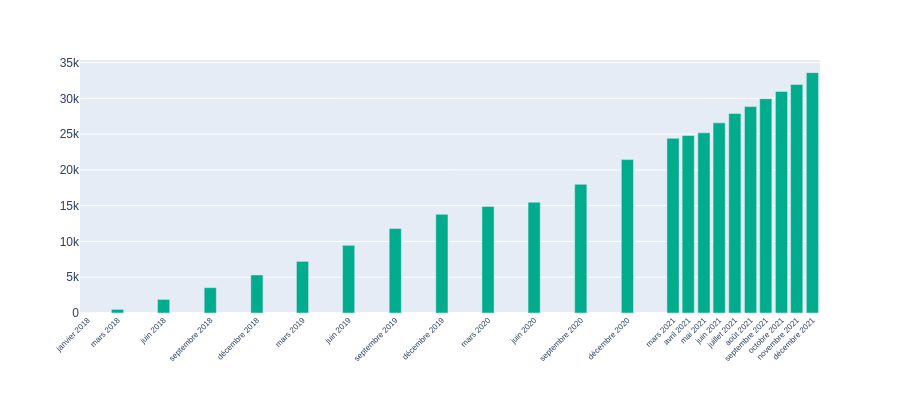 35k
30k
25k
20k
15k
10k
5k
0
janvier 2018
mars 2018
juin 2018
septembre 2018
décembre 2018
mars 2019
juin 2019
septembre 2019
décembre 2019
mars 2020
juin 2020
septembre 2020
décembre 2020
mars 2021
avril 2021
mai 2021
juin 2021
juillet 2021
août 2021
septembre 2021
octobre 2021
novembre 2021
décembre 2021